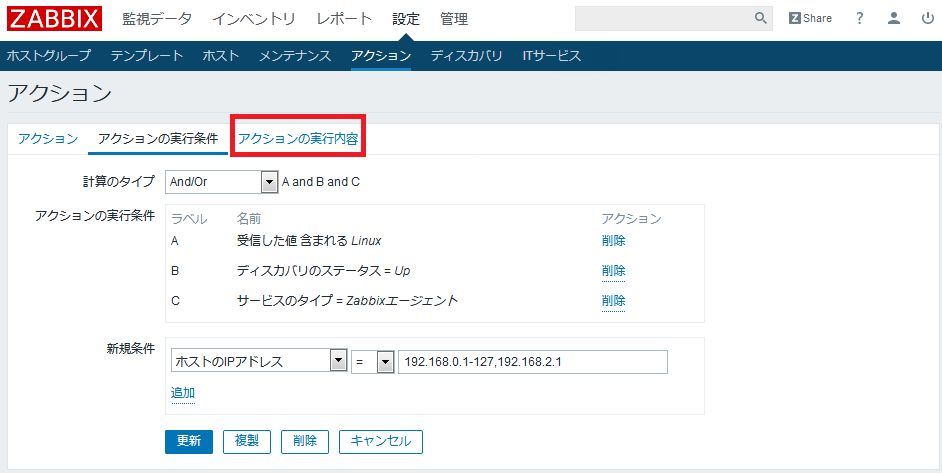 ZABBIX 監視データ インベントリ レポート 設定 管理 Z Share ?
ホストグループ テンプレート ホスト メンテナンス アクション ディスカバリ ITサービス
アクション
アクション アクションの実行条件 アクションの実行内容
計算のタイプ And/Or A and B and C
アクションの実行条件 ラベル 名前 アクション
A 受信した値 含まれる Linux 削除
B ディスカバリのステータス = Up 削除
C サービスのタイプ = Zabbixエージェント 削除
新規条件 ホストのIPアドレス = 192.168.0.1-127,192.168.2.1
追加
更新 複製 削除 キャンセル